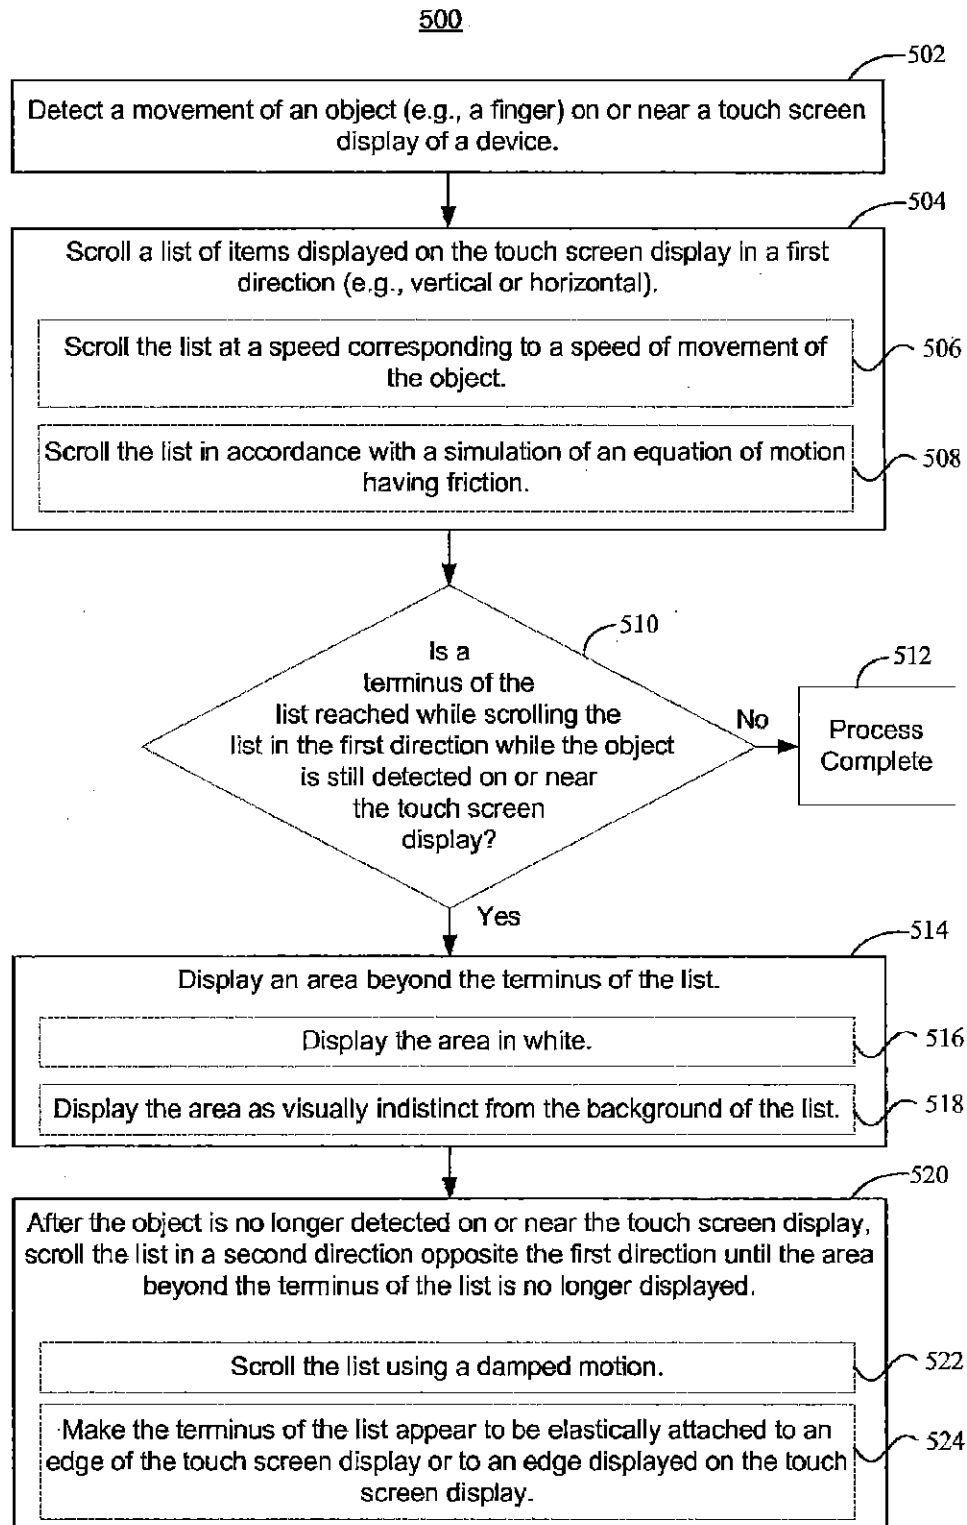 500
502
Detect a movement of an object (e.g., a finger) on or near a touch screen
display of a device.
504
Scroll a list of items displayed on the touch screen display in a first
direction (e.g., vertical or horizontal).
Scroll the list at a speed corresponding to a speed of movement of
the object.
506
Scroll the list in accordance with a simulation of an equation of motion
having friction.
508
510
Is a
terminus of the
list reached while scrolling the
list in the first direction while the object
is still detected on or near
the touch screen
display?
No
512
Process
Complete
Yes
514
Display an area beyond the terminus of the list.
Display the area in white.
516
Display the area as visually indistinct from the background of the list.
518
520
After the object is no longer detected on or near the touch screen display,
scroll the list in a second direction opposite the first direction until the area
beyond the terminus of the list is no longer displayed.
Scroll the list using a damped motion.
522
Make the terminus of the list appear to be elastically attached to an
edge of the touch screen display or to an edge displayed on the touch
screen display.
524